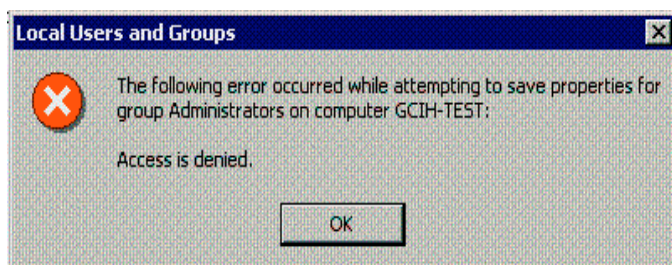 Local Users and Groups
The following error occurred while attempting to save properties for
group Administrators on computer GCIH-TEST:
Access is denied.
OK